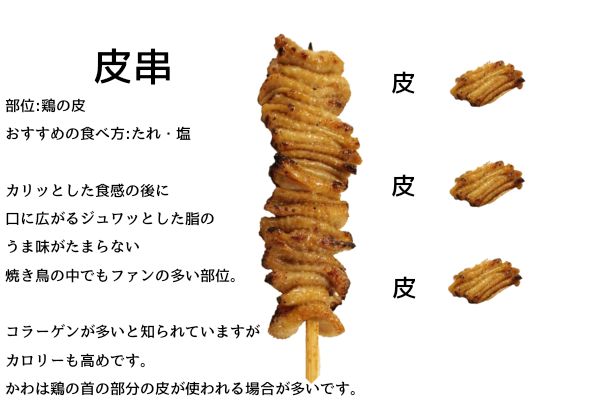 皮串
部位:鶏の皮
おすすめの食べ方:たれ・塩
カリッとした食感の後に
口に広がるジュワッとした脂の
うま味がたまらない
焼き鳥の中でもファンの多い部位。
コラーゲンが多いと知られていますが
カロリーも高めです。
かわは鶏の首の部分の皮が使われる場合が多いです。
皮
皮
皮